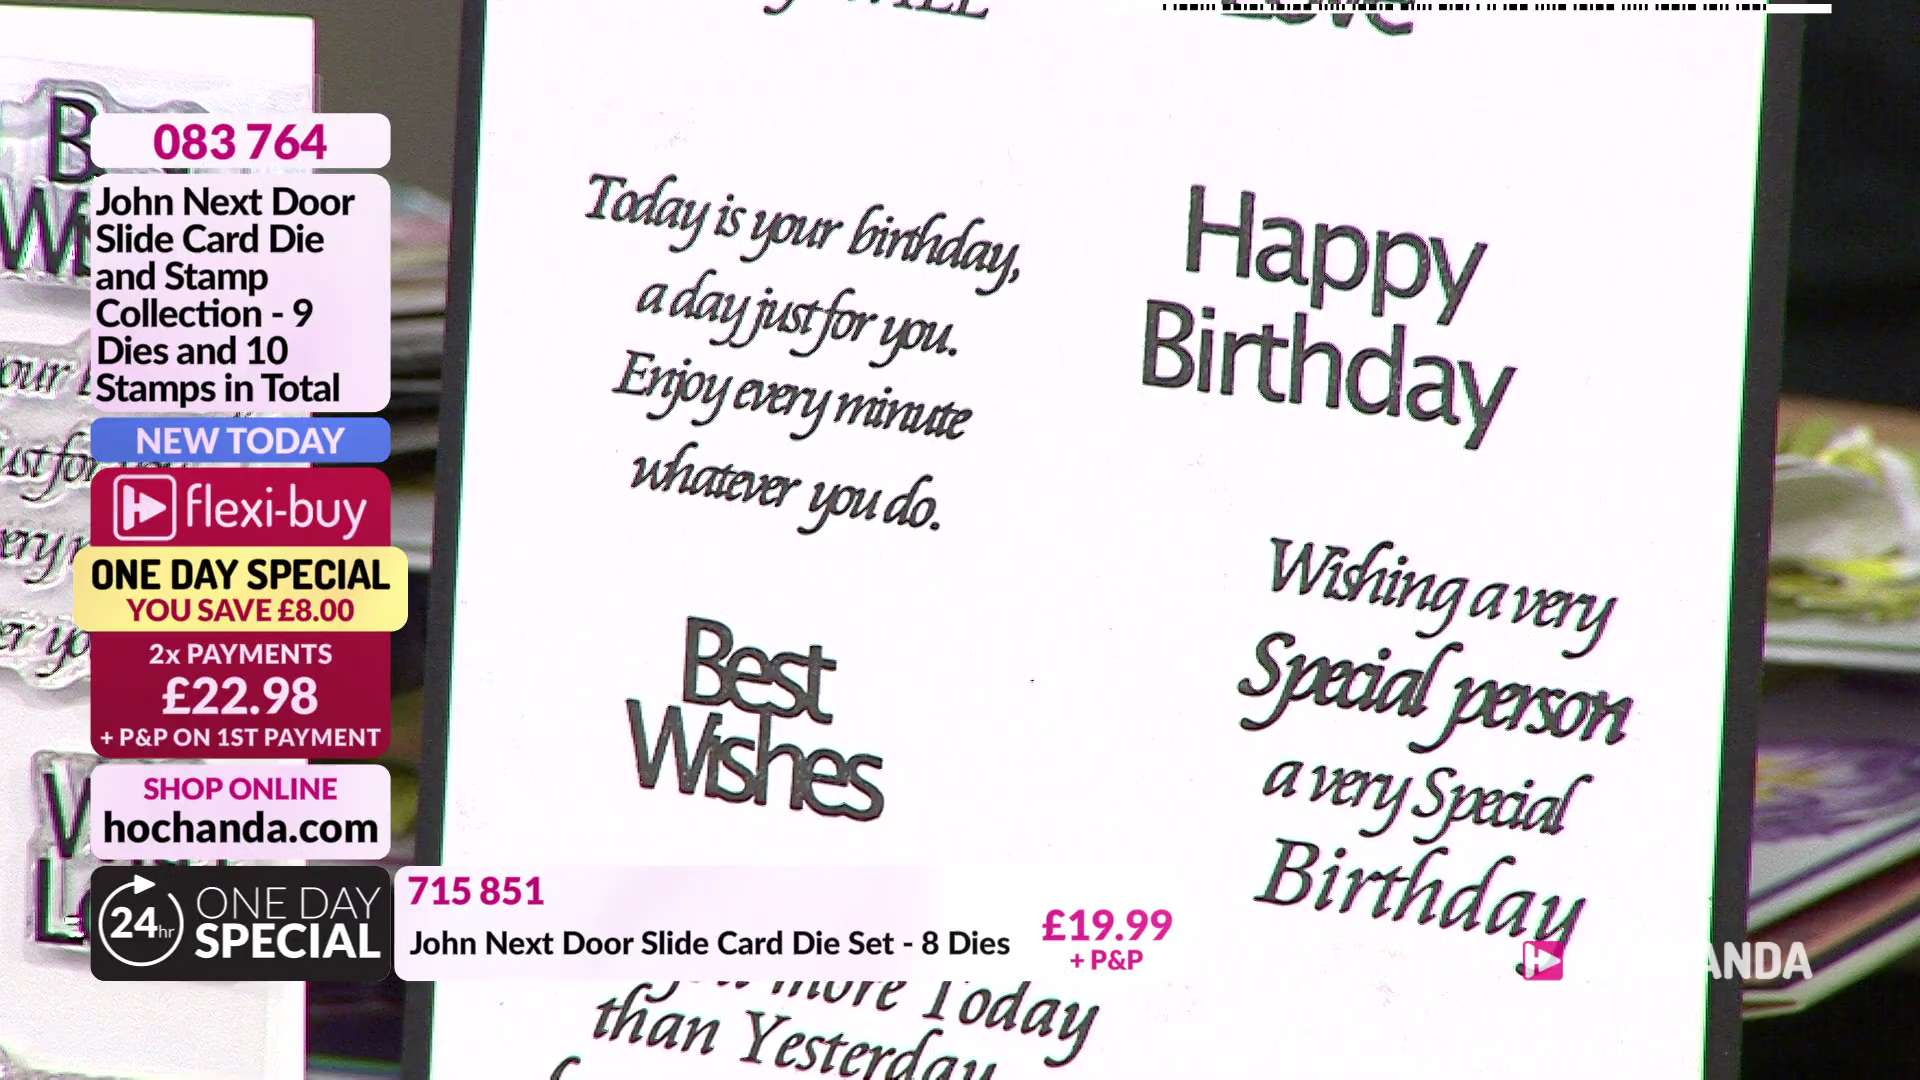 WILL
Love
083 764
John Next Door
Slide Card Die
and Stamp
Collection - 9
Dies and 10
Stamps in Total
NEW TODAY
flexi-buy
ONE DAY SPECIAL
YOU SAVE £8.00
2x PAYMENTS
£22.98
+ P&P ON 1ST PAYMENT
SHOP ONLINE
hochanda.com
24hr
ONE DAY
SPECIAL
715 851
John Next Door Slide Card Die Set - 8 Dies
£19.99
+ P&P
Today is your birthday,
a day just for you.
Enjoy every minute
whatever you do.
Happy
Birthday
Best
Wishes
Wishing a very
Special person
a very Special
Birthday
more Today
than Yesterday
ANDA